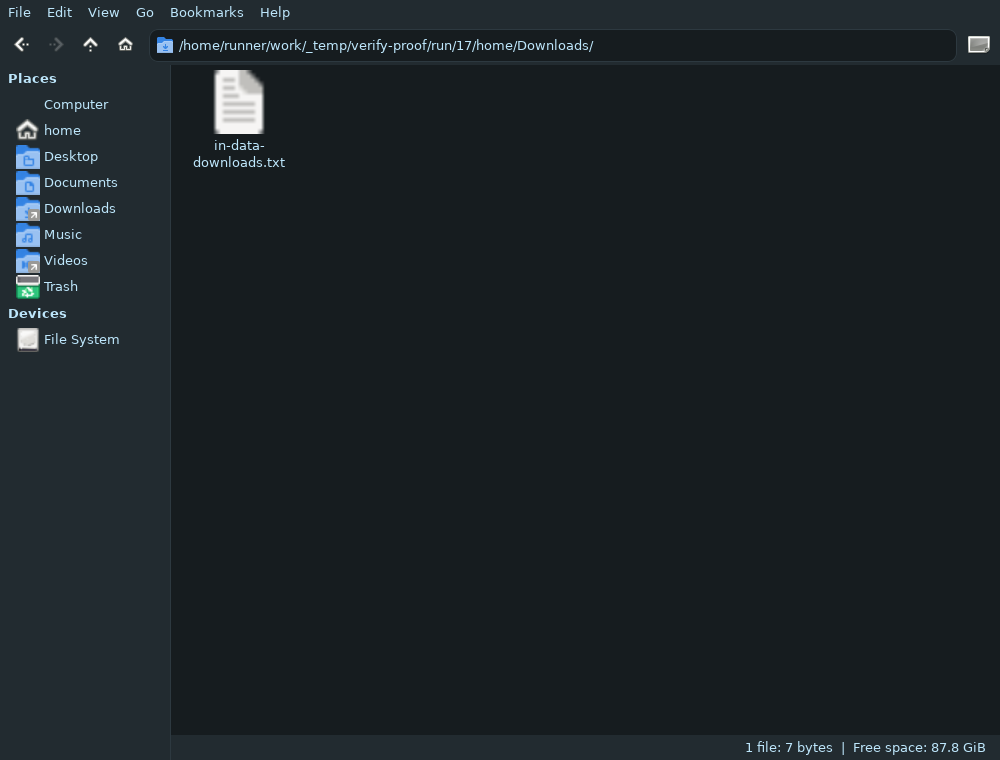 File Edit View Go Bookmarks Help
/home/runner/work/_temp/verify-proof/run/17/home/Downloads/
Places
Computer
home
Desktop
Documents
Downloads
Music
Videos
Trash
Devices
File System
in-data-
downloads.txt
1 file: 7 bytes | Free space: 87.8 GiB